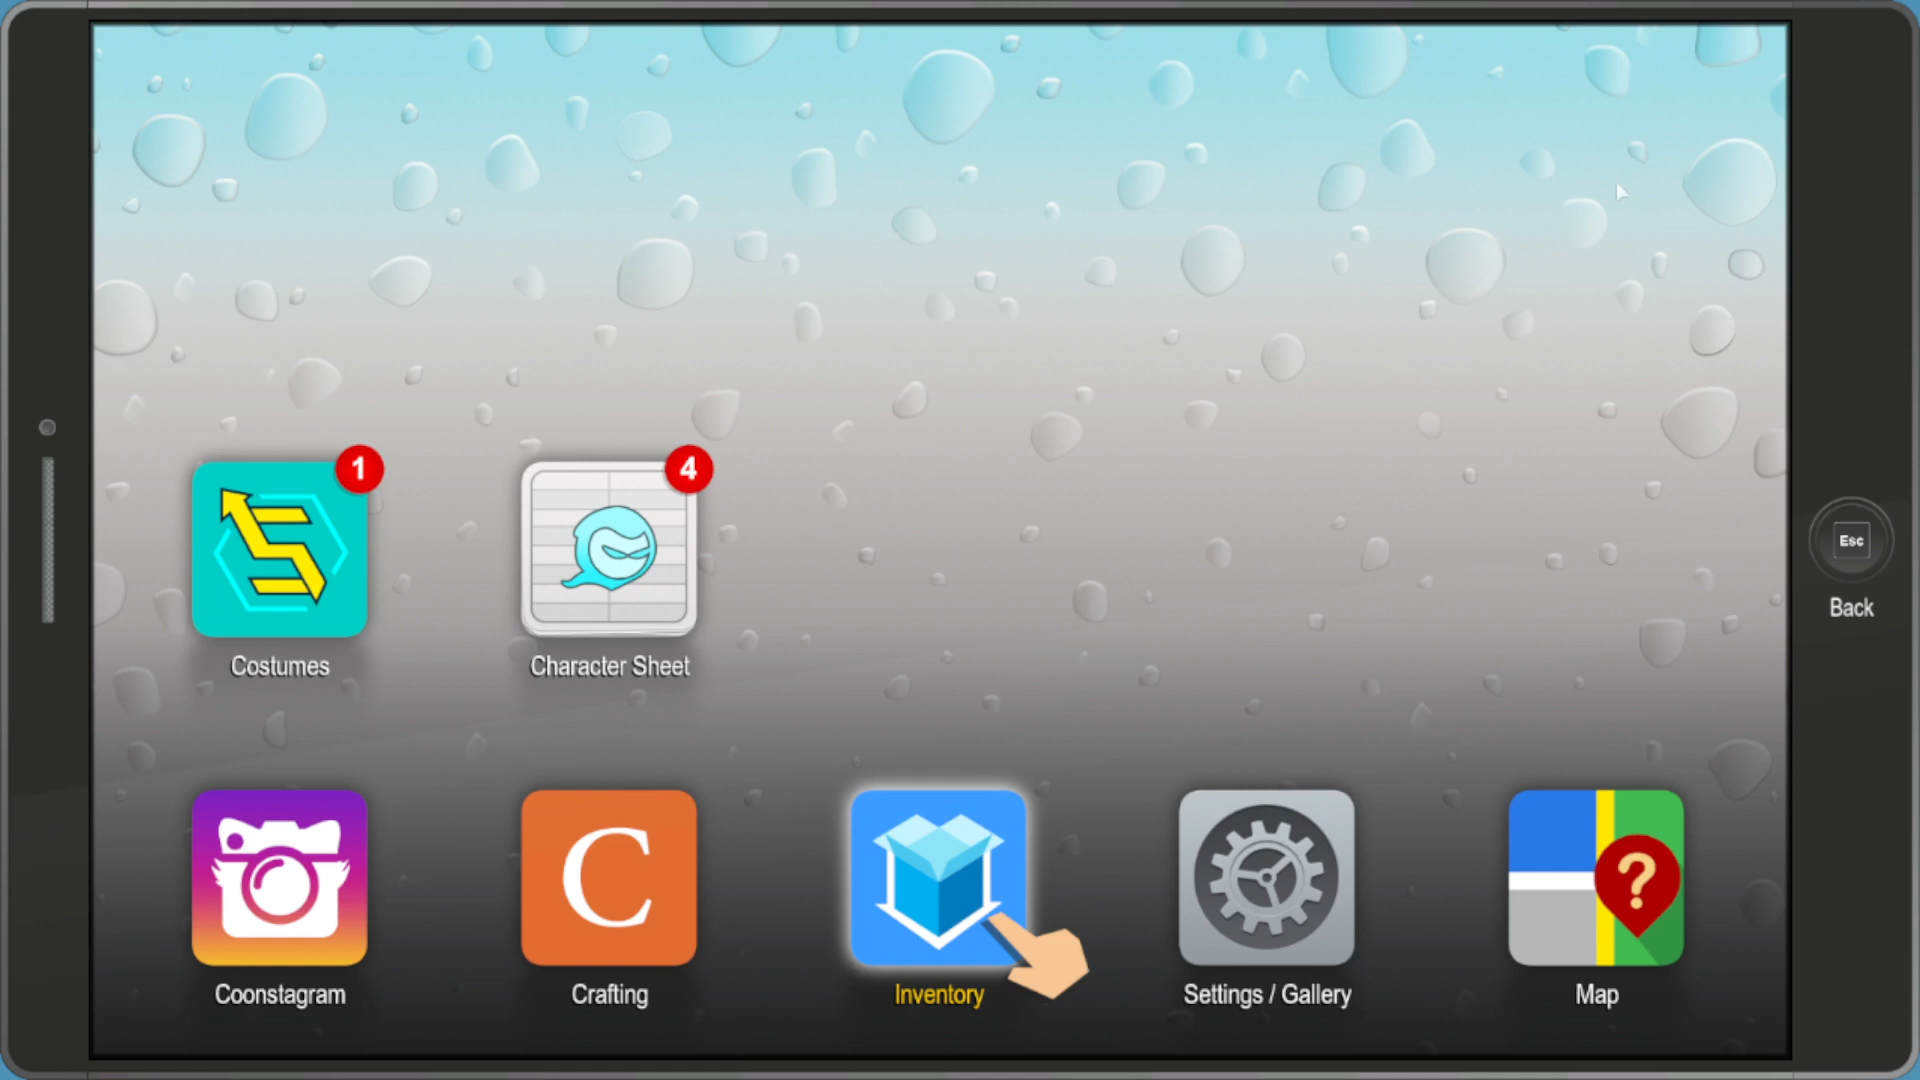 1
4
Costumes
Character Sheet
Esc
Back
C
?
Coonstagram
Crafting
Inventory
Settings / Gallery
Map